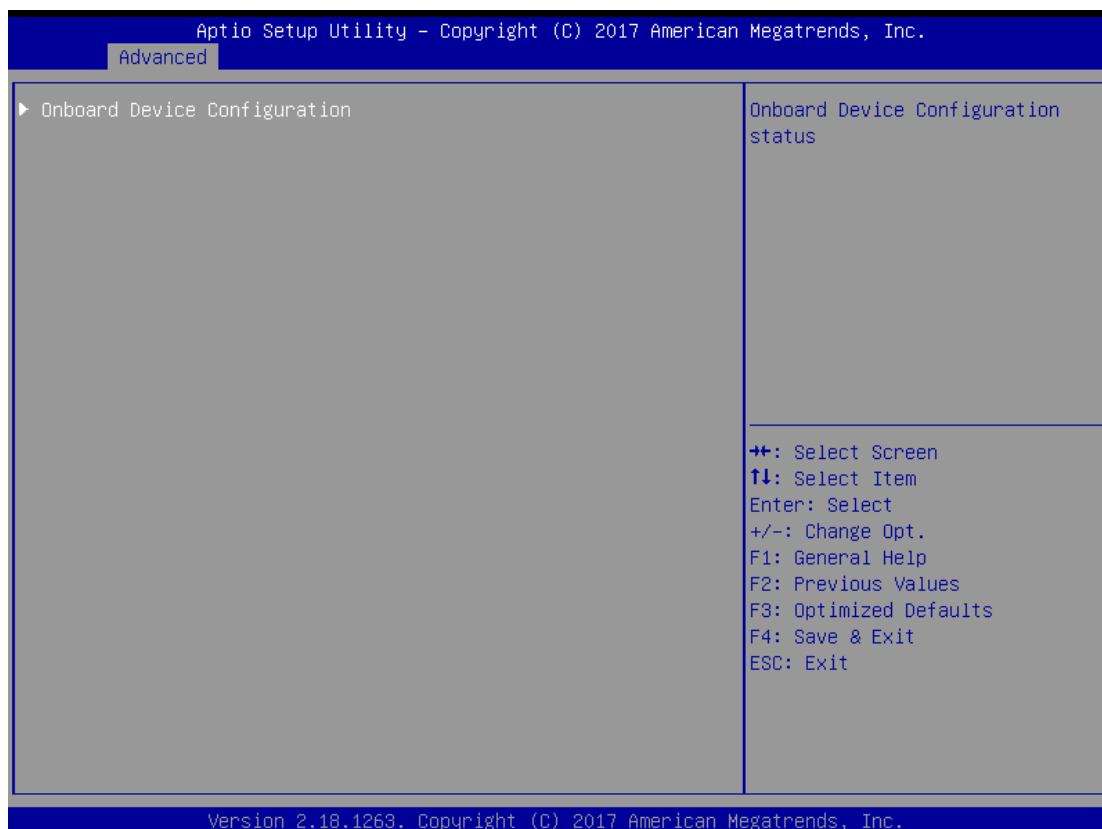 Aptio Setup Utility – Copyright (C) 2017 American Megatrends, Inc.
Advanced
▶ Onboard Device Configuration
Onboard Device Configuration
status
→←: Select Screen
↑↓: Select Item
Enter: Select
+/-: Change Opt.
F1: General Help
F2: Previous Values
F3: Optimized Defaults
F4: Save & Exit
ESC: Exit
Version 2.18.1263. Copyright (C) 2017 American Megatrends, Inc.